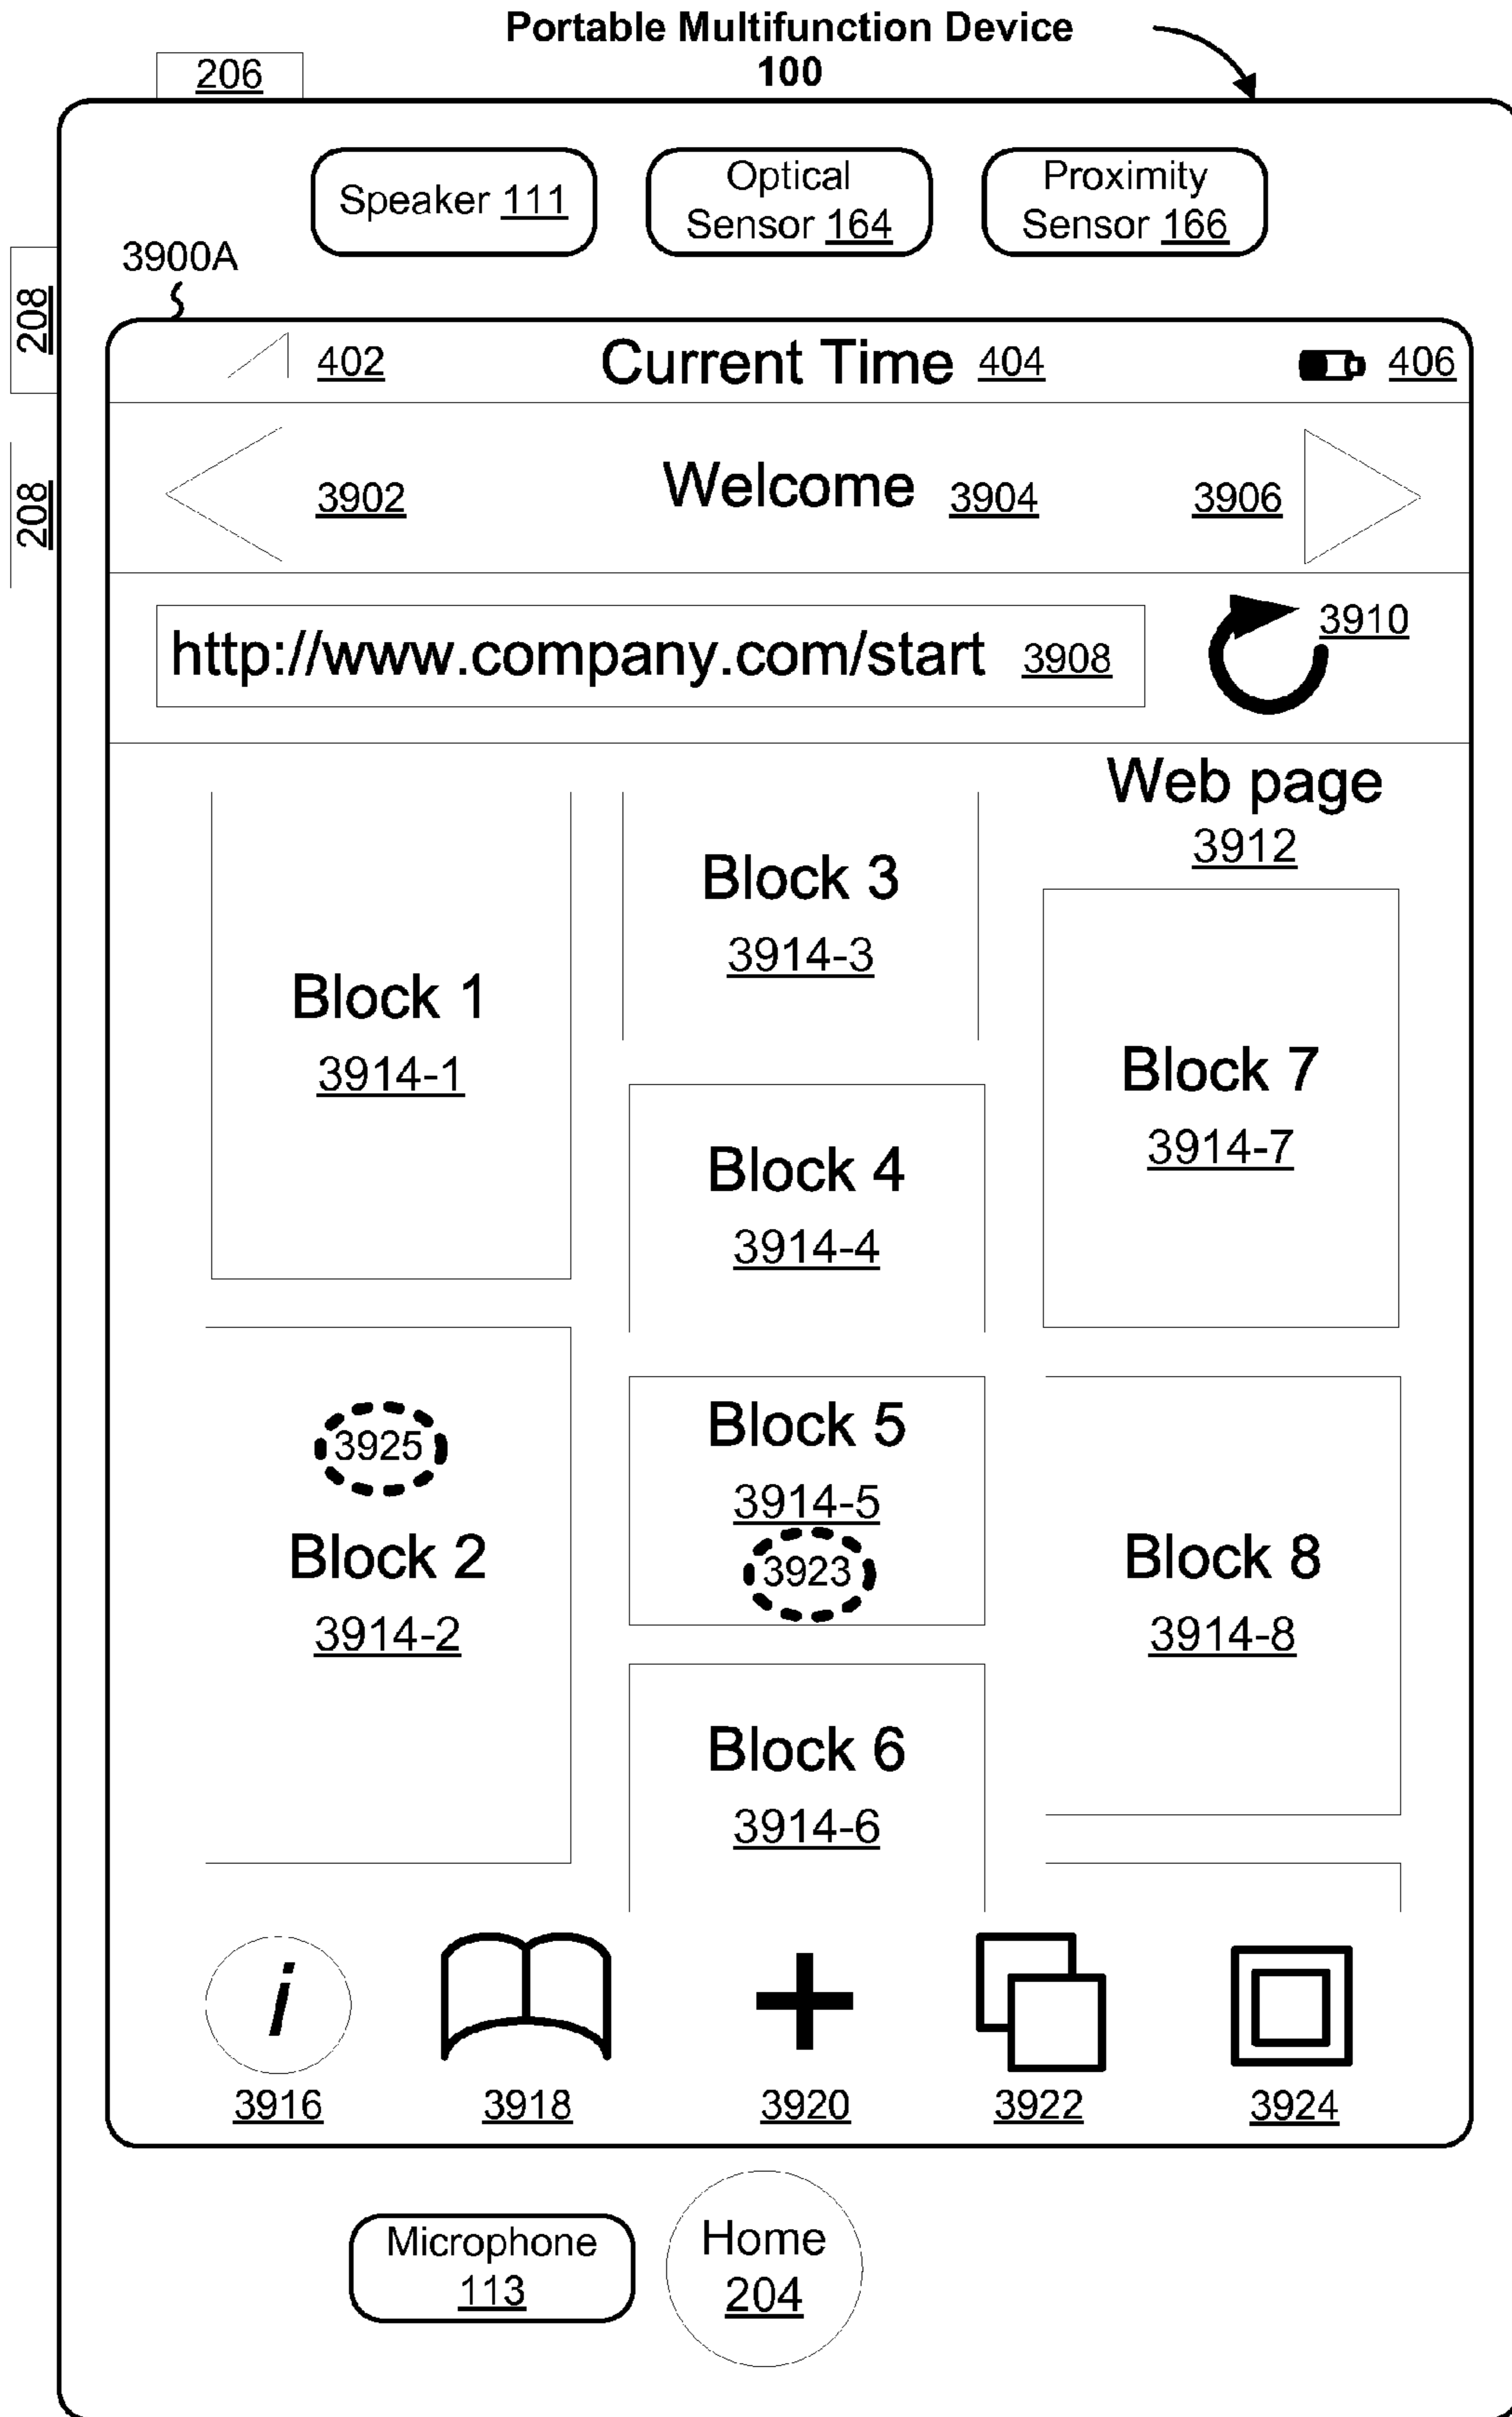 Portable Multifunction Device
100
206
Speaker 111
Optical
Sensor 164
Proximity
Sensor 166
3900A
208
208
402
Current Time 404
406
3902
Welcome 3904
3906
http://www.company.com/start 3908
3910
Web page
3912
Block 1
3914-1
Block 2
3914-2
3925
Block 3
3914-3
Block 4
3914-4
Block 5
3914-5
3923
Block 6
3914-6
Block 7
3914-7
Block 8
3914-8
i
3916
3918
3920
3922
3924
Microphone
113
Home
204